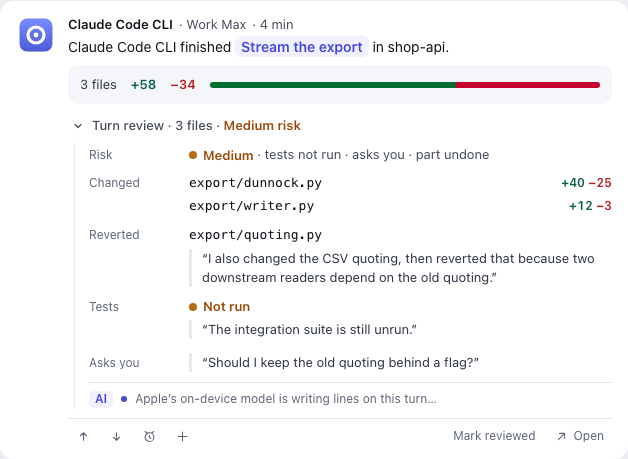 Claude Code CLI · Work Max · 4 min
Claude Code CLI finished Stream the export in shop-api.
3 files +58 −34
Turn review · 3 files · Medium risk
Risk Medium · tests not run · asks you · part undone
Changed export/dunnock.py +40 −25
export/writer.py +12 −3
Reverted export/quoting.py
“I also changed the CSV quoting, then reverted that because two
downstream readers depend on the old quoting.”
Tests Not run
“The integration suite is still unrun.”
Asks you “Should I keep the old quoting behind a flag?”
AI Apple’s on-device model is writing lines on this turn…
Mark reviewed Open